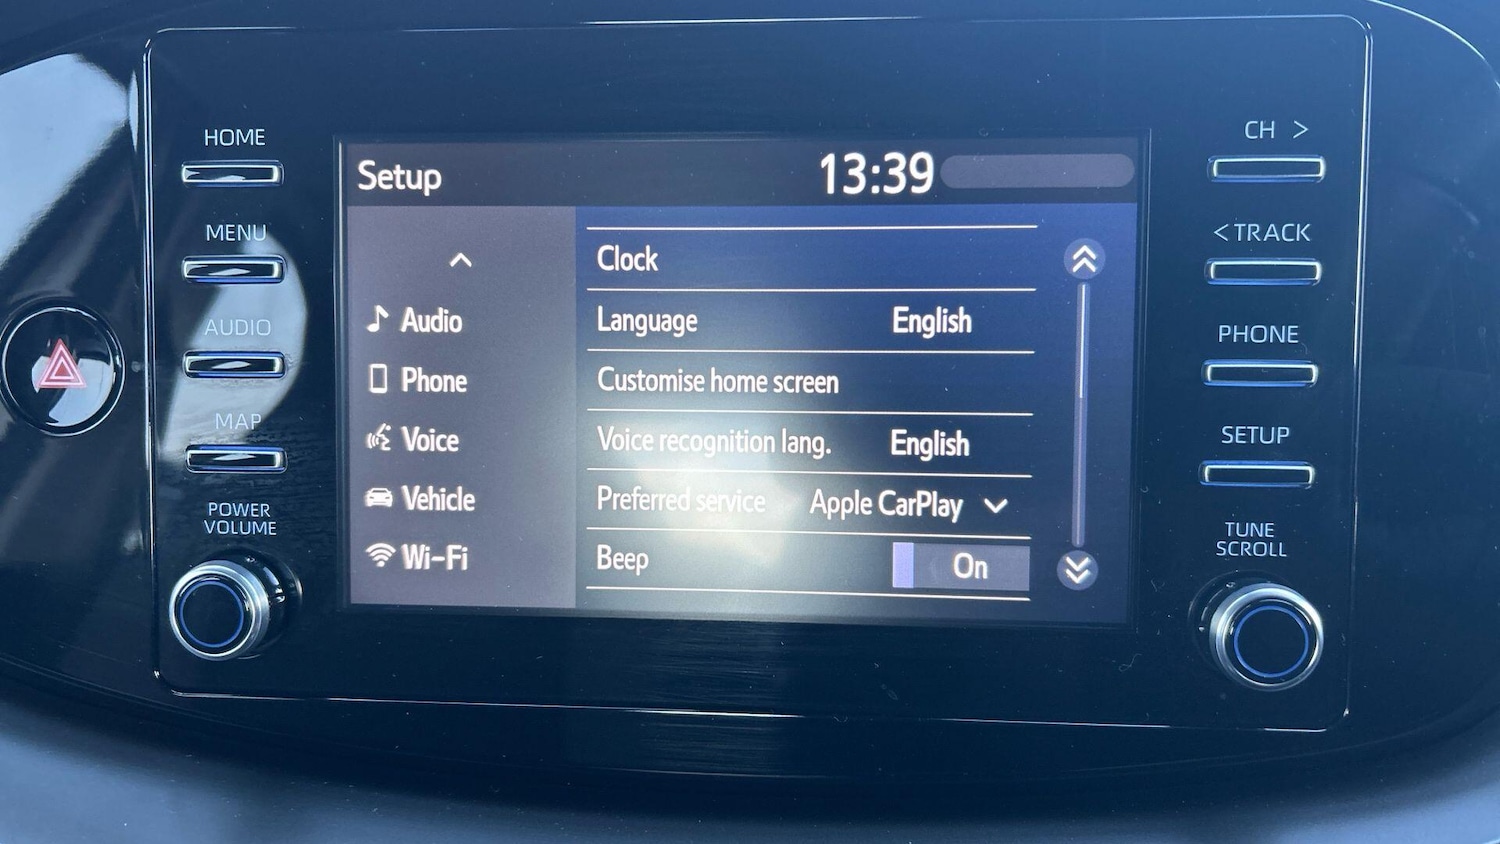 HOME
MENU
AUDIO
MAP
POWER
VOLUME
Setup 13:39
Audio
Phone
Voice
Vehicle
Wi-Fi
Clock
Language English
Customise home screen
Voice recognition lang. English
Preferred service Apple CarPlay
Beep On
CH >
< TRACK
PHONE
SETUP
TUNE
SCROLL